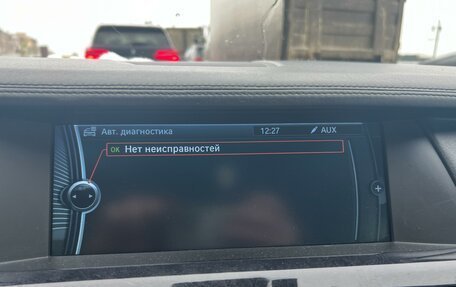 Авт. диагностика 12:27 AUX
OK Нет неисправностей